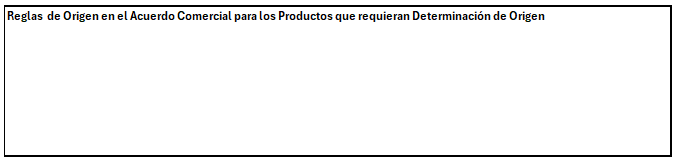 Reglas de Origen en el Acuerdo Comercial para los Productos que requieran Determinación de Origen